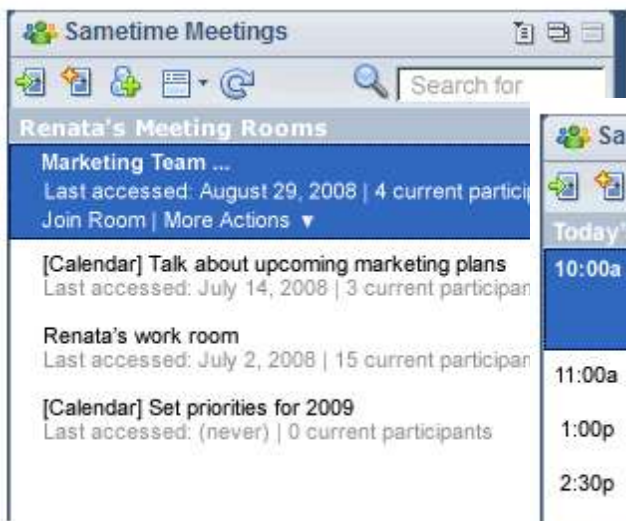 Sametime Meetings
Search for
Renata's Meeting Rooms
Marketing Team ...
Last accessed: August 29, 2008 | 4 current partici
Join Room | More Actions ▼
[Calendar] Talk about upcoming marketing plans
Last accessed: July 14, 2008 | 3 current participan
Renata's work room
Last accessed: July 2, 2008 | 15 current participan
[Calendar] Set priorities for 2009
Last accessed: (never) | 0 current participants
Sa
Today'
10:00a
11:00a
1:00p
2:30p